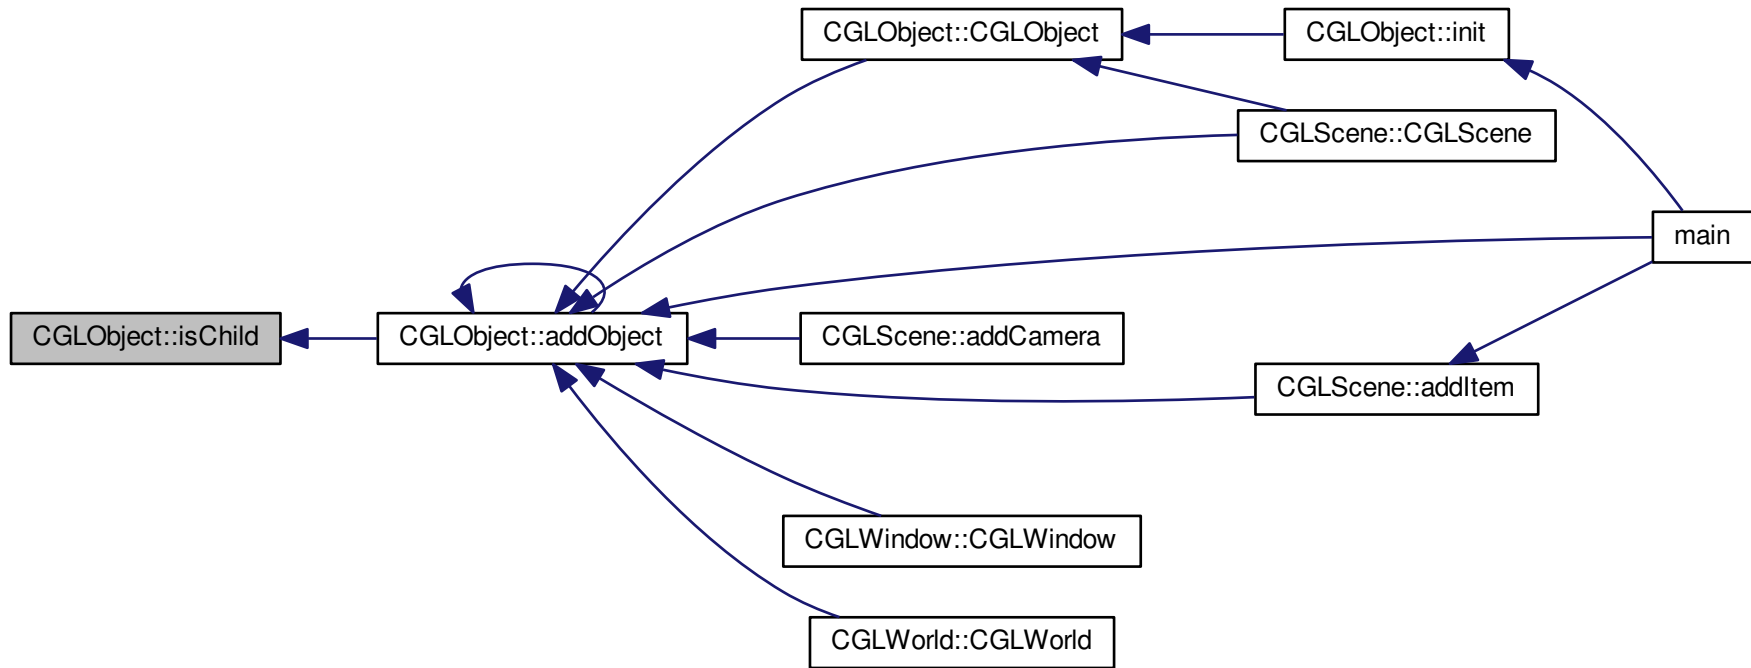 CGLObject::CGLObject
CGLObject::init
CGLScene::CGLScene
main
CGLObject::isChild
CGLObject::addObject
CGLScene::addCamera
CGLScene::addItem
CGLWindow::CGLWindow
CGLWorld::CGLWorld